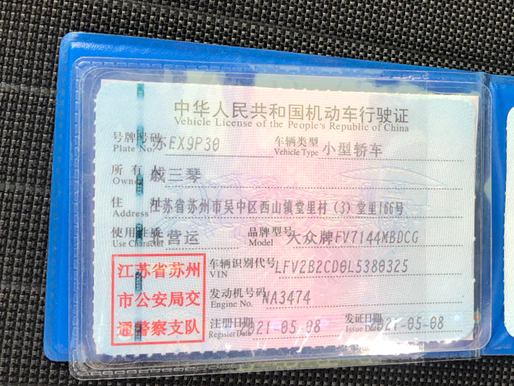 中华人民共和国机动车行驶证
Vehicle License of the People's Republic of China
号牌号码 苏EX9P30 车辆类型 小型轿车
Plate No. Vehicle Type
所有人 戚三琴
Owner
住址 江苏省苏州市吴中区西山镇堂里村(3)堂里166号
Address
使用性质 非营运 品牌型号 大众牌FV7144MBDCG
Use Character Model
江苏省苏州
市公安局交
通警察支队
车辆识别代号 LFV2B2CD0L5380325
VIN
发动机号码 NA3474
Engine No.
注册日期 2021-05-08 发证日期 2021-05-08
Register Date Issue Date